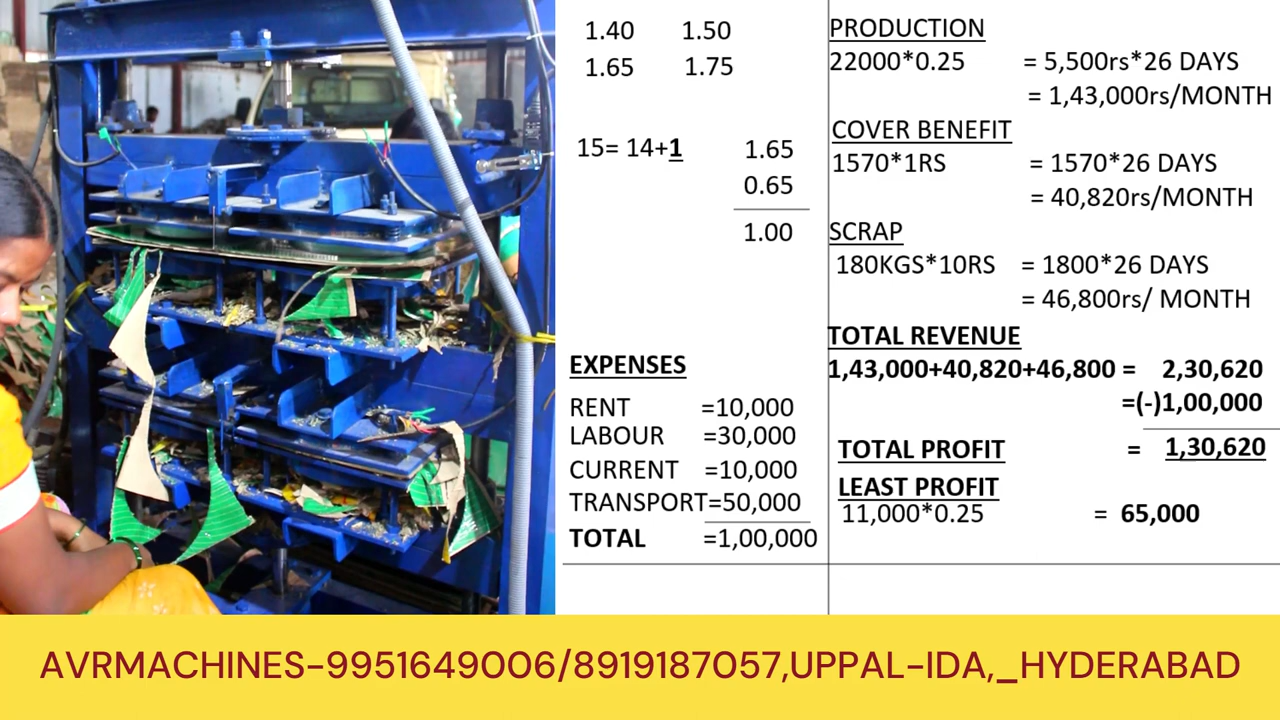 1.40 1.50
1.65 1.75
15= 14+1
1.65
0.65
1.00
EXPENSES
RENT =10,000
LABOUR =30,000
CURRENT =10,000
TRANSPORT=50,000
TOTAL =1,00,000
PRODUCTION
22000*0.25 = 5,500rs*26 DAYS
= 1,43,000rs/MONTH
COVER BENEFIT
1570*1RS = 1570*26 DAYS
= 40,820rs/MONTH
SCRAP
180KGS*10RS = 1800*26 DAYS
= 46,800rs/ MONTH
TOTAL REVENUE
1,43,000+40,820+46,800 = 2,30,620
=(-)1,00,000
TOTAL PROFIT = 1,30,620
LEAST PROFIT
11,000*0.25 = 65,000
AVRMACHINES-9951649006/8919187057,UPPAL-IDA,_HYDERABAD